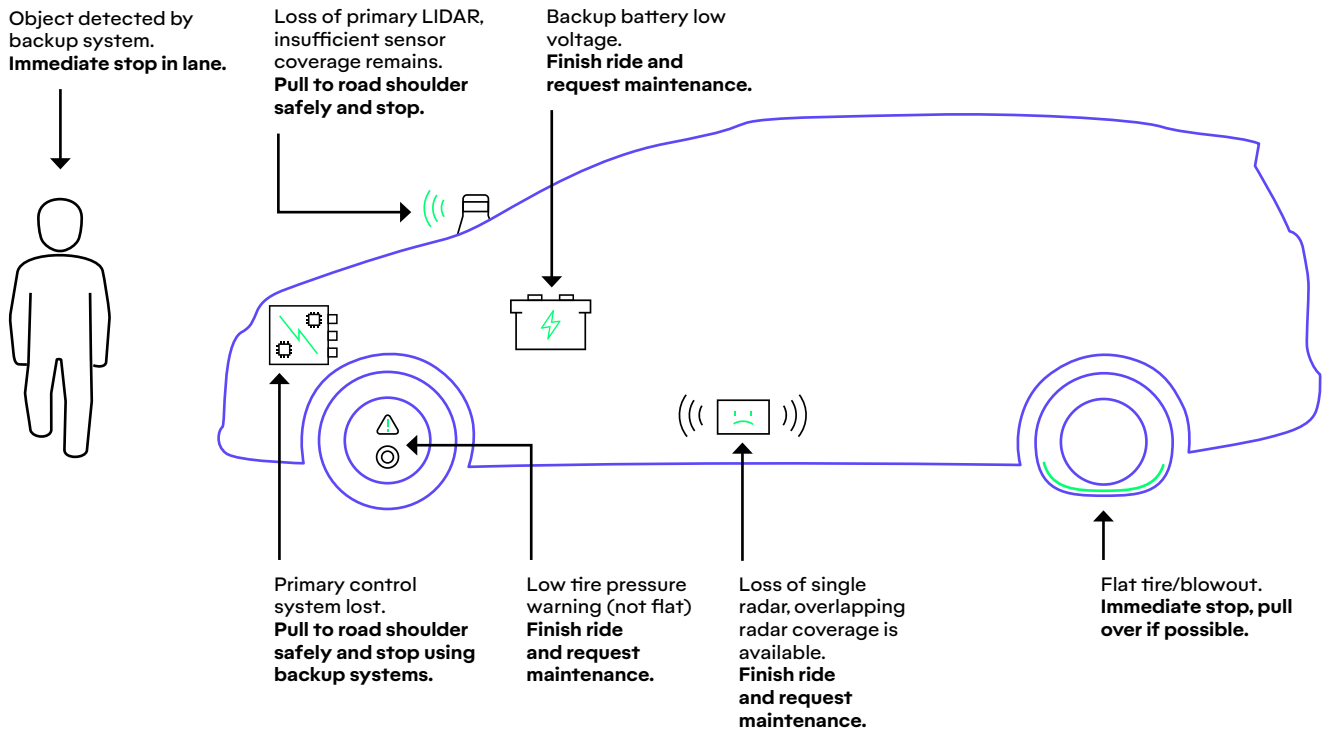 Object detected by
backup system.
Immediate stop in lane.
Loss of primary LIDAR,
insufficient sensor
coverage remains.
Pull to road shoulder
safely and stop.
Backup battery low
voltage.
Finish ride and
request maintenance.
Primary control
system lost.
Pull to road shoulder
safely and stop using
backup systems.
Low tire pressure
warning (not flat)
Finish ride
and request
maintenance.
Loss of single
radar, overlapping
radar coverage is
available.
Finish ride
and request
maintenance.
Flat tire/blowout.
Immediate stop, pull
over if possible.